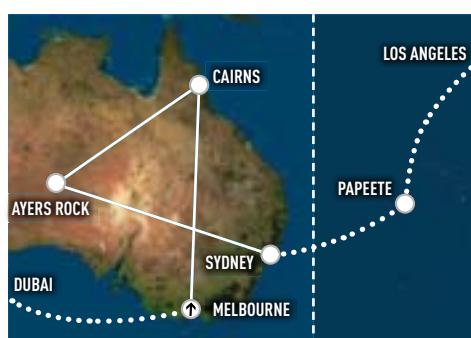 LOS ANGELES
CAIRNS
PAPEETE
AYERS ROCK
SYDNEY
DUBAI
MELBOURNE